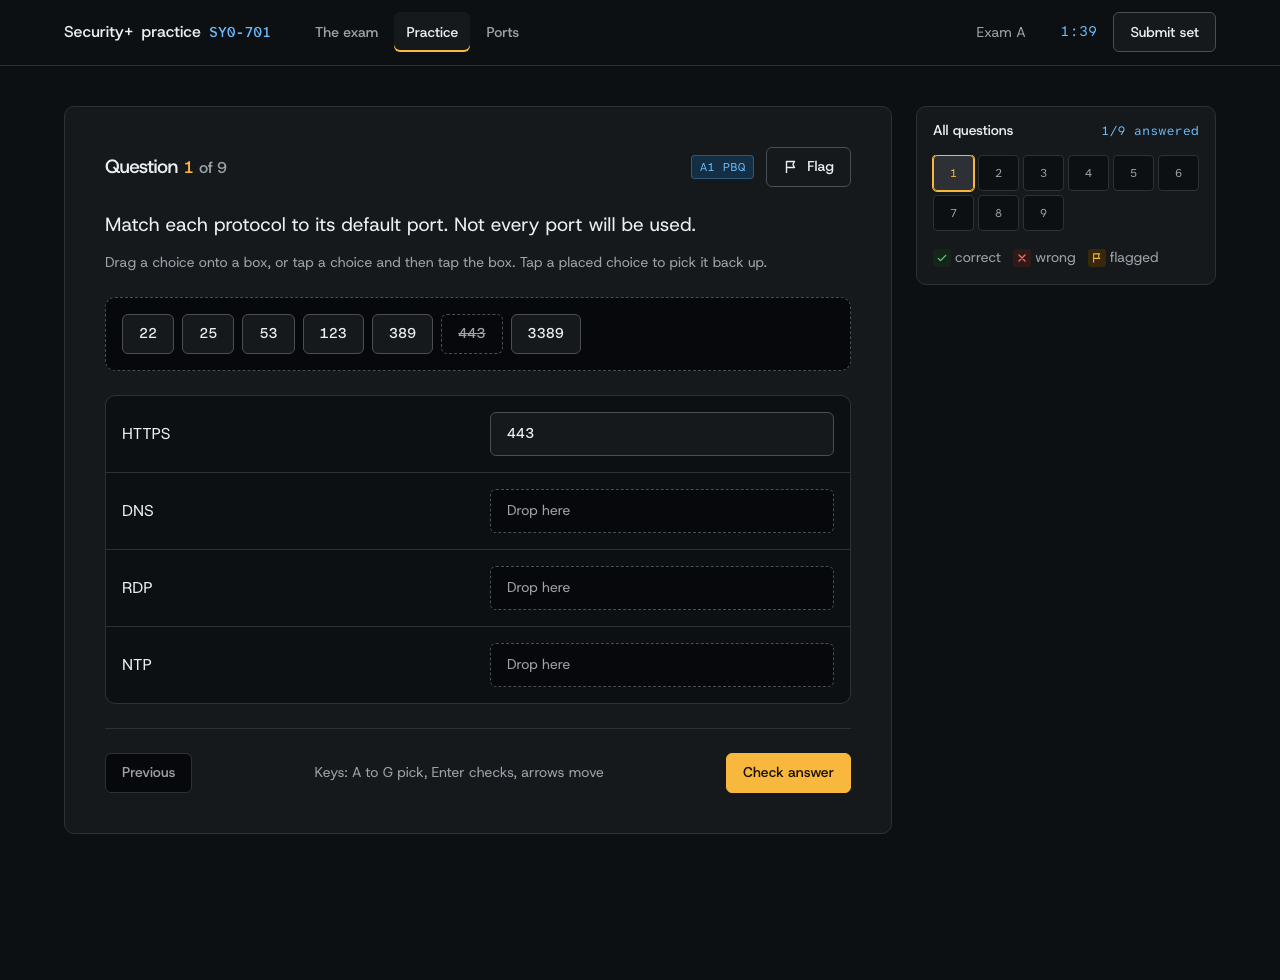 Security+ practice SY0-701
The exam
Practice
Ports
Exam A
1:39
Submit set
Question 1 of 9
A1 PBQ
Flag
Match each protocol to its default port. Not every port will be used.
Drag a choice onto a box, or tap a choice and then tap the box. Tap a placed choice to pick it back up.
22 25 53 123 389 443 3389
HTTPS 443
DNS Drop here
RDP Drop here
NTP Drop here
Previous
Keys: A to G pick, Enter checks, arrows move
Check answer
All questions 1/9 answered
1 2 3 4 5 6
7 8 9
correct wrong flagged